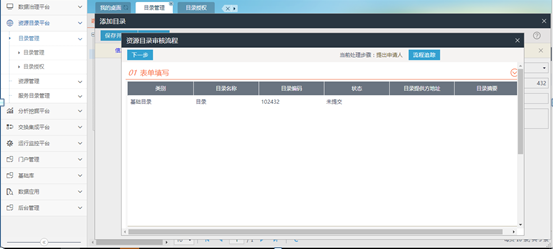 数据治理平台
资源目录平台
目录管理
目录管理
目录授权
资源管理
服务目录管理
分析挖掘平台
交换集成平台
运行监控平台
门户管理
基础库
数据应用
后台管理
我的桌面
目录管理
目录授权
添加目录
保存
432
资源目录审核流程
下一步
当前处理步骤：提出申请人
流程追踪
01 表单填写
类别 目录名称 目录编码 状态 目录提供方地址 目录摘要
基础目录 目录 102432 未提交